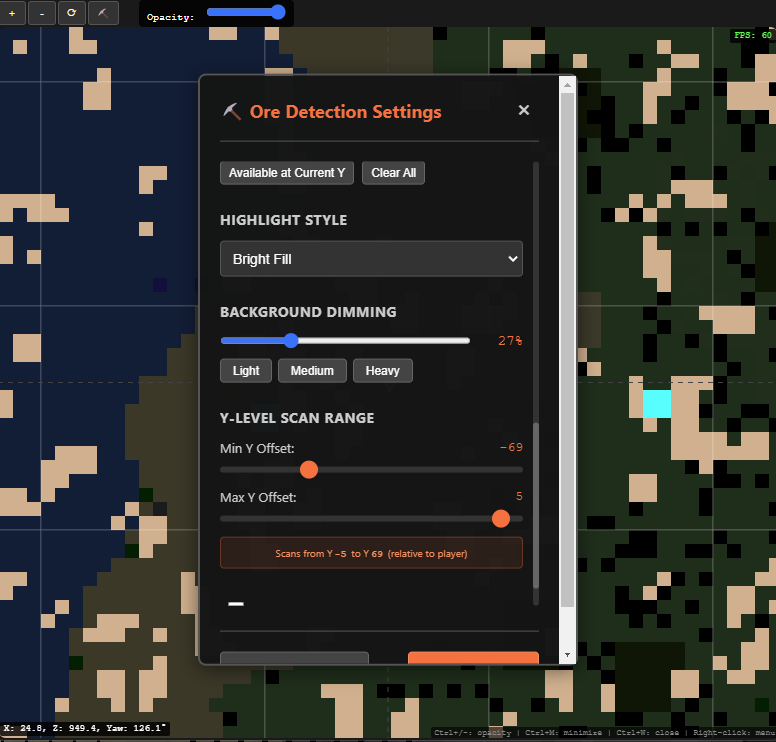 + - ⟳ Opacity:
FPS: 60
Ore Detection Settings ✕
Available at Current Y Clear All
HIGHLIGHT STYLE
Bright Fill
BACKGROUND DIMMING
27%
Light Medium Heavy
Y-LEVEL SCAN RANGE
Min Y Offset: -69
Max Y Offset: 5
Scans from Y -5 to Y 69 (relative to player)
X: 24.8, Z: 949.4, Yaw: 126.1°
Ctrl+/-: opacity | Ctrl+M: minimize | Ctrl+W: close | Right-click: menu